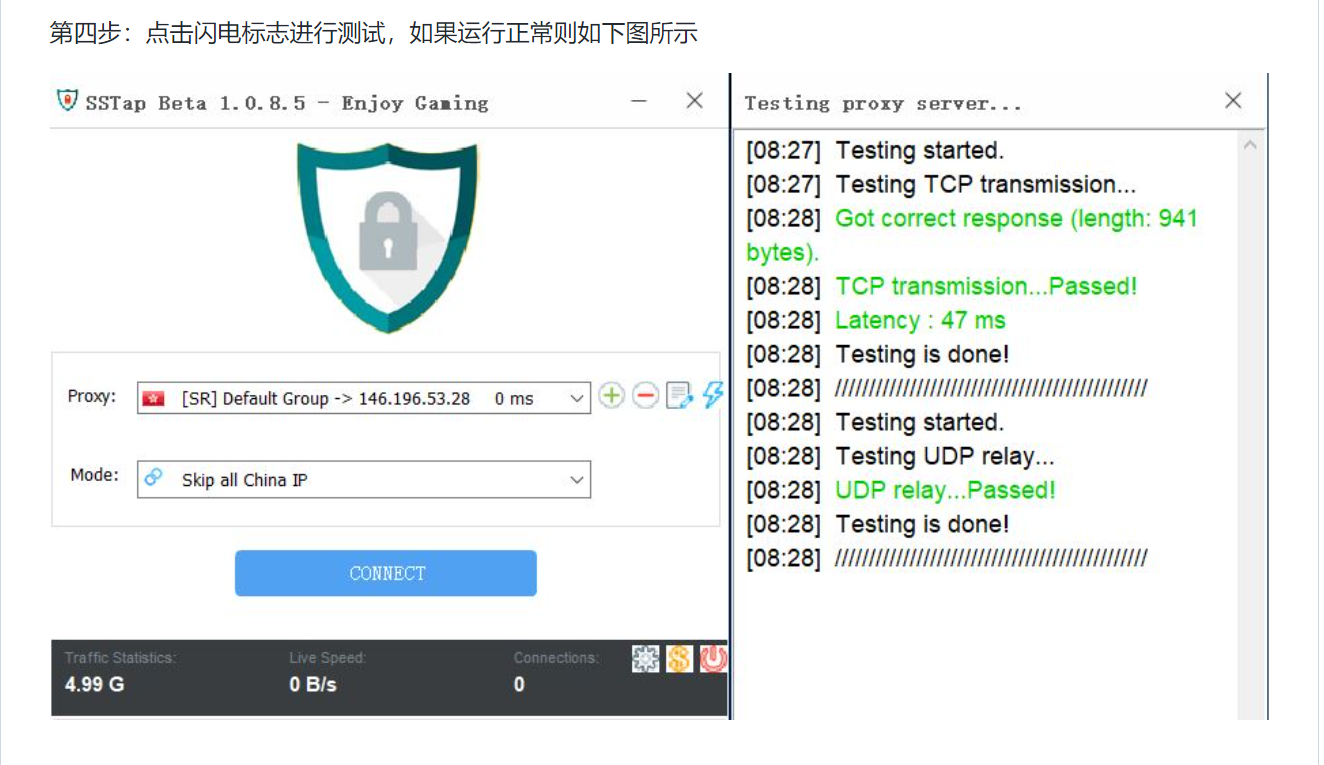 第四步：点击闪电标志进行测试，如果运行正常则如下图所示
SSTap Beta 1.0.8.5 - Enjoy Gaming
Proxy:
[SR] Default Group -> 146.196.53.28 0 ms
Mode:
Skip all China IP
CONNECT
Traffic Statistics: Live Speed: Connections:
4.99 G 0 B/s 0
Testing proxy server...
[08:27] Testing started.
[08:27] Testing TCP transmission...
[08:28] Got correct response (length: 941
bytes).
[08:28] TCP transmission...Passed!
[08:28] Latency : 47 ms
[08:28] Testing is done!
[08:28] //////////////////////////////////////////////
[08:28] Testing started.
[08:28] Testing UDP relay...
[08:28] UDP relay...Passed!
[08:28] Testing is done!
[08:28] //////////////////////////////////////////////